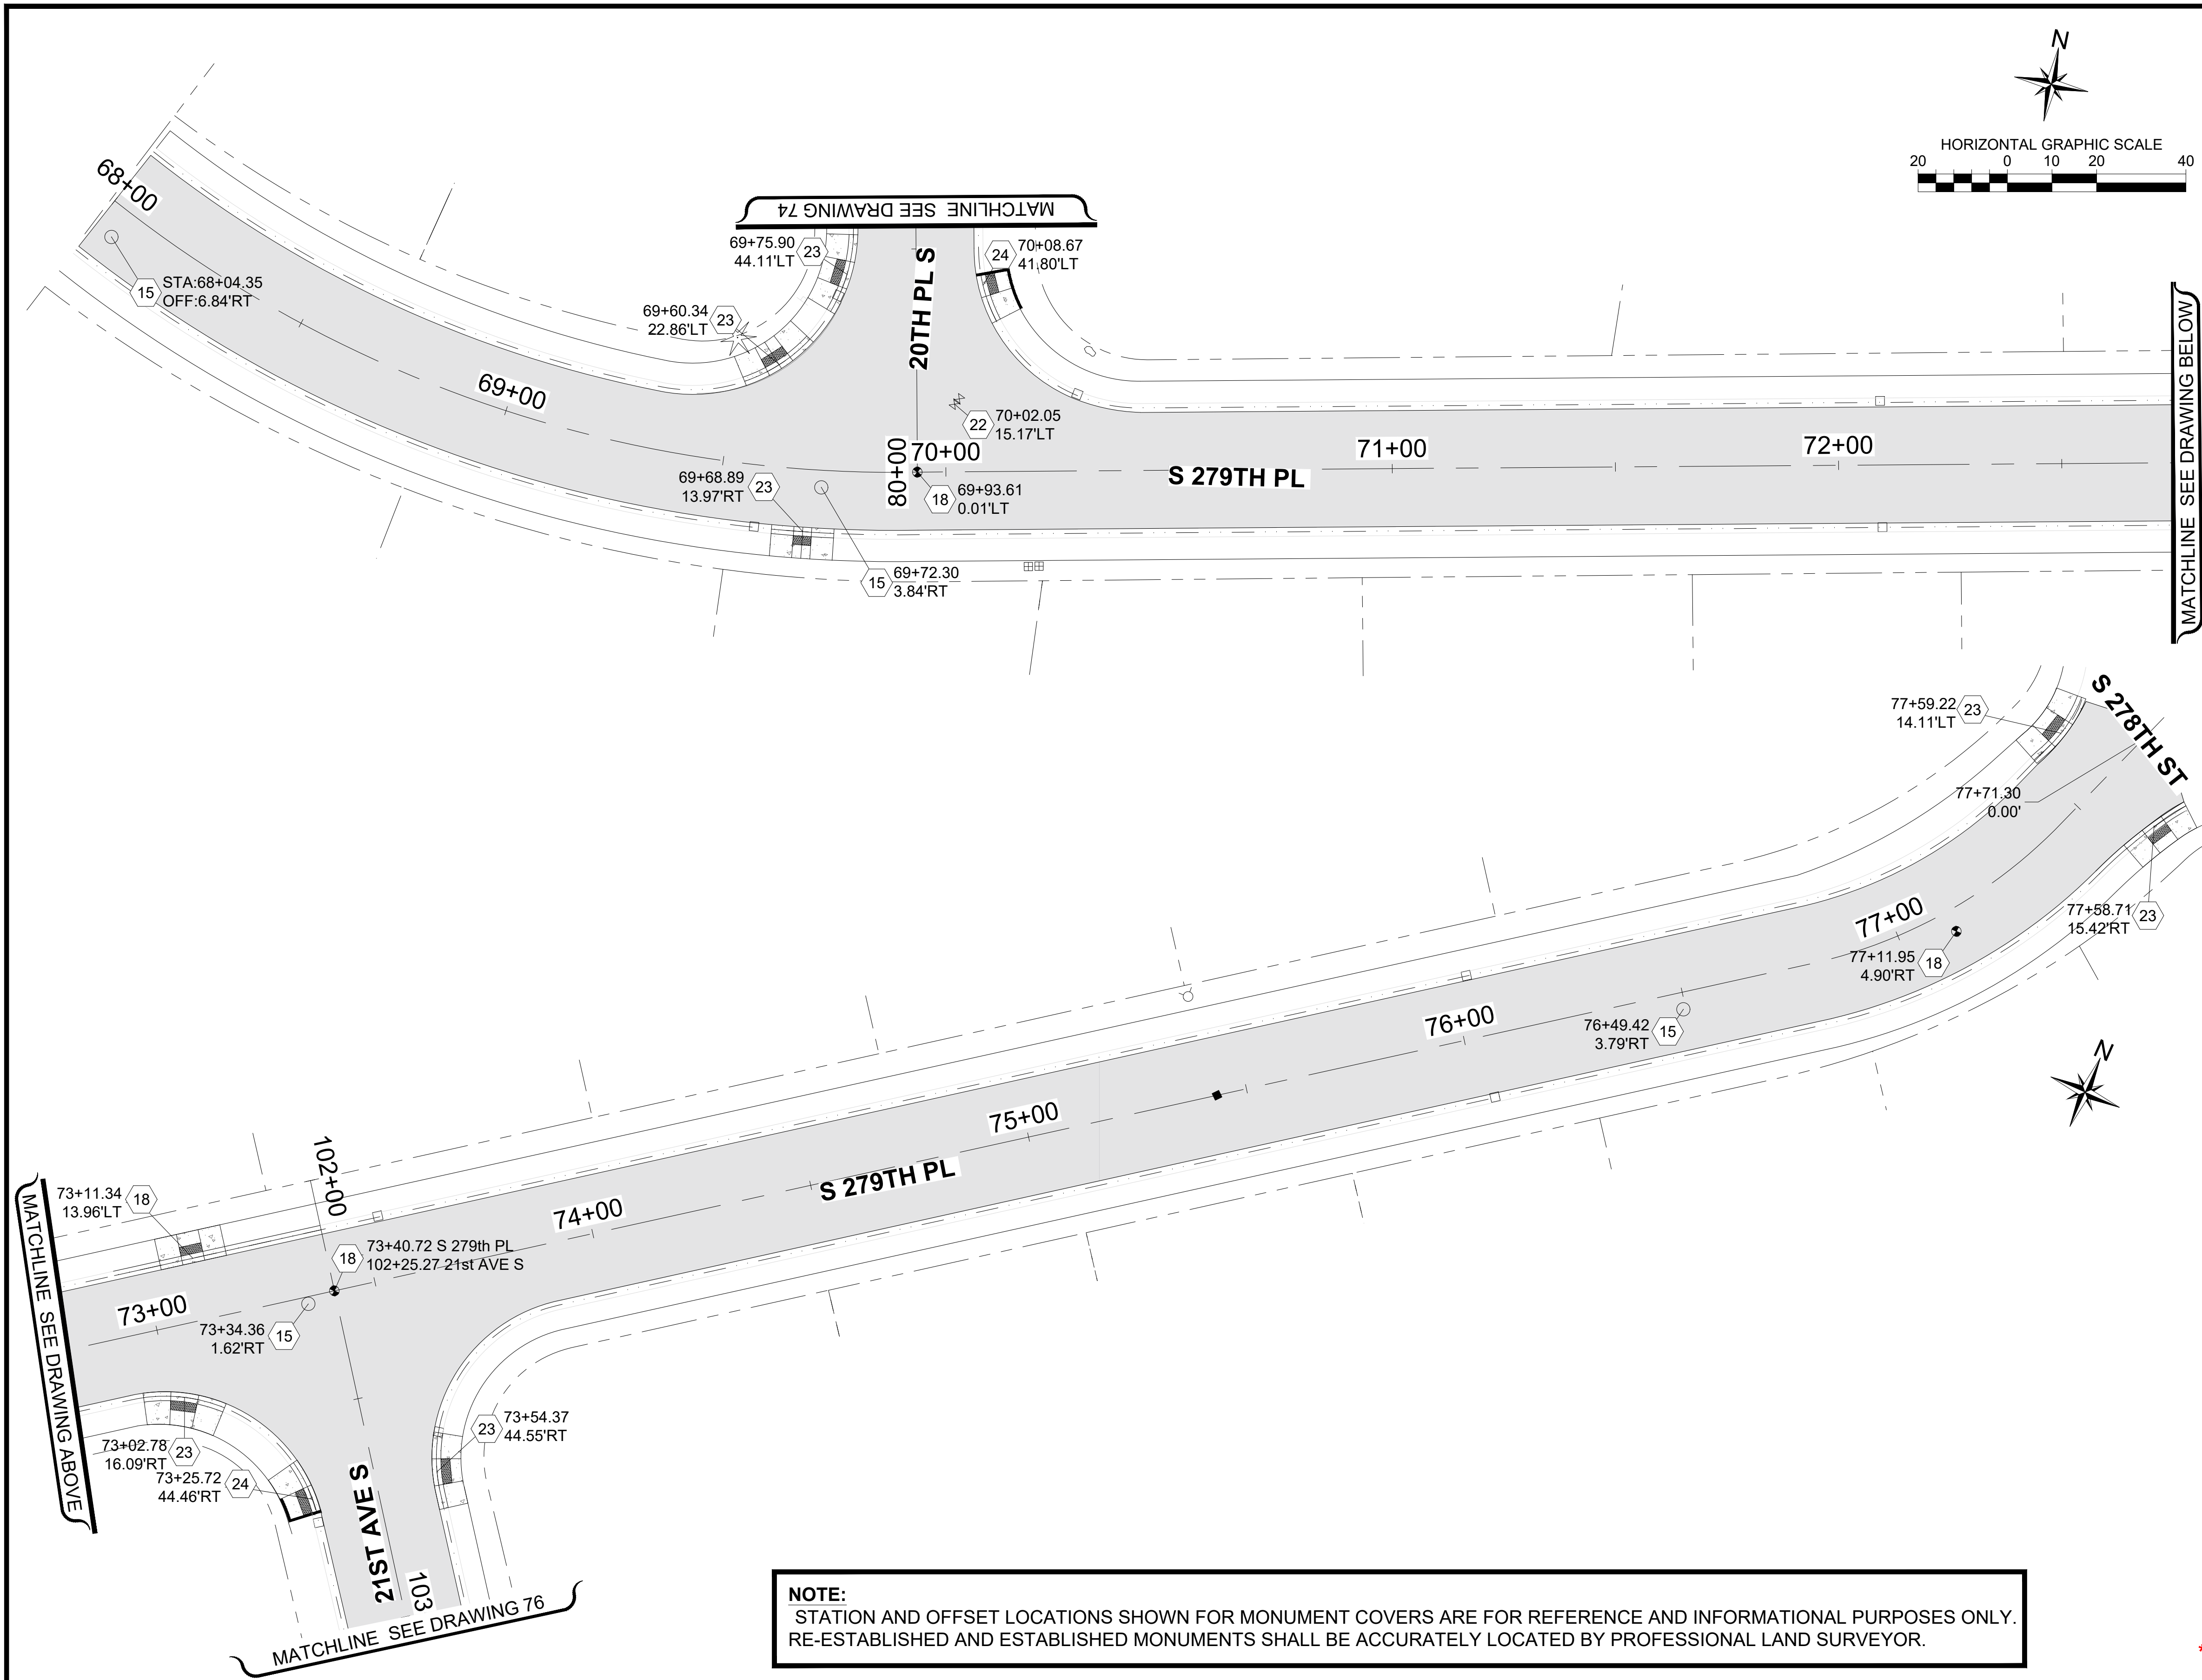 N
HORIZONTAL GRAPHIC SCALE
20 0 10 20 40
68+00
MATCHLINE SEE DRAWING 74
69+75.90
44.11'LT
23
24
70+08.67
41.80'LT
20TH PL S
15
STA:68+04.35
OFF:6.84'RT
69+60.34
22.86'LT
23
69+00
22
70+02.05
15.17'LT
80+00
70+00
71+00
72+00
S 279TH PL
69+68.89
13.97'RT
23
18
69+93.61
0.01'LT
15
69+72.30
3.84'RT
MATCHLINE SEE DRAWING BELOW
S 278TH ST
77+59.22
14.11'LT
23
77+71.30
0.00'
77+00
77+58.71
15.42'RT
23
77+11.95
4.90'RT
18
76+00
76+49.42
3.79'RT
15
N
75+00
S 279TH PL
74+00
102+00
73+11.34
13.96'LT
18
18
73+40.72 S 279th PL
102+25.27 21st AVE S
73+00
73+34.36
1.62'RT
15
MATCHLINE SEE DRAWING ABOVE
23
73+54.37
44.55'RT
73+02.78
16.09'RT
23
73+25.72
44.46'RT
24
21ST AVE S
103
MATCHLINE SEE DRAWING 76
NOTE:
STATION AND OFFSET LOCATIONS SHOWN FOR MONUMENT COVERS ARE FOR REFERENCE AND INFORMATIONAL PURPOSES ONLY.
RE-ESTABLISHED AND ESTABLISHED MONUMENTS SHALL BE ACCURATELY LOCATED BY PROFESSIONAL LAND SURVEYOR.